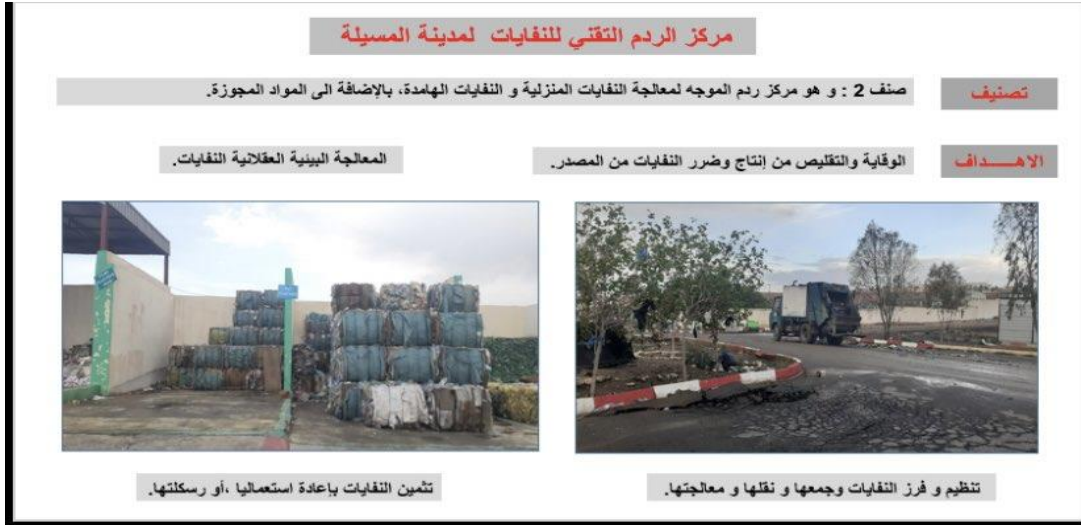 مركز الردم التقني للنفايات لمدينة المسيلة
تصنيف
صنف 2 : و هو مركز ردم الموجه لمعالجة النفايات المنزلية و النفايات الهامدة، بالإضافة الى المواد المجوزة.
الاهــــداف
الوقاية والتقليص من إنتاج وضرر النفايات من المصدر.
المعالجة البيئية العقلانية النفايات.
تنظيم و فرز النفايات وجمعها و نقلها و معالجتها.
تثمين النفايات بإعادة استعماليا ،أو رسكلتها.